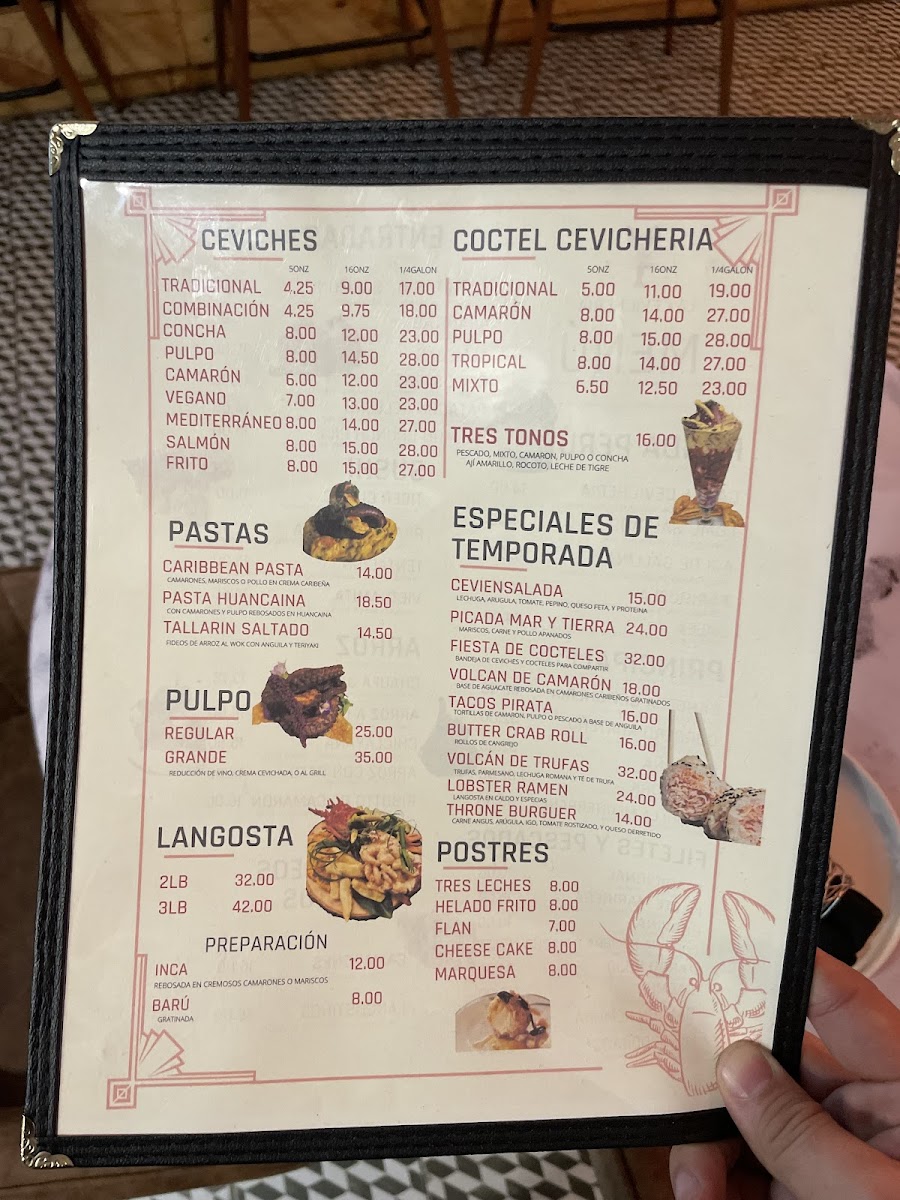 CEVICHES
5ONZ 16ONZ 1/4GALON
TRADICIONAL 4.25 9.00 17.00
COMBINACIÓN 4.25 9.75 18.00
CONCHA 8.00 12.00 23.00
PULPO 8.00 14.50 28.00
CAMARÓN 6.00 12.00 23.00
VEGANO 7.00 13.00 23.00
MEDITERRÁNEO 8.00 14.00 27.00
SALMÓN 8.00 15.00 28.00
FRITO 8.00 15.00 27.00
PASTAS
CARIBBEAN PASTA 14.00
CAMARONES, MARISCOS O POLLO EN CREMA CARIBEÑA
PASTA HUANCAINA 18.50
CON CAMARONES Y PULPO REBOSADOS EN HUANCAINA
TALLARIN SALTADO 14.50
FIDEOS DE ARROZ AL WOK CON ANGUILA Y TERIYAKI
PULPO
REGULAR 25.00
GRANDE 35.00
REDUCCIÓN DE VINO, CREMA CEVICHADA, O AL GRILL
LANGOSTA
2LB 32.00
3LB 42.00
PREPARACIÓN
INCA 12.00
REBOSADA EN CREMOSOS CAMARONES O MARISCOS
BARÚ 8.00
GRATINADA
COCTEL CEVICHERIA
5ONZ 16ONZ 1/4GALON
TRADICIONAL 5.00 11.00 19.00
CAMARÓN 8.00 14.00 27.00
PULPO 8.00 15.00 28.00
TROPICAL 8.00 14.00 27.00
MIXTO 6.50 12.50 23.00
TRES TONOS 16.00
PESCADO, MIXTO, CAMARON, PULPO O CONCHA
AJÍ AMARILLO, ROCOTO, LECHE DE TIGRE
ESPECIALES DE
TEMPORADA
CEVIENSALADA 15.00
LECHUGA, ARUGULA, TOMATE, PEPINO, QUESO FETA, Y PROTEINA
PICADA MAR Y TIERRA 24.00
MARISCOS, CARNE Y POLLO APANADOS
FIESTA DE COCTELES 32.00
BANDEJA DE CEVICHES Y COCTELES PARA COMPARTIR
VOLCAN DE CAMARÓN 18.00
BASE DE AGUACATE REBOSADA EN CAMARONES CARIBEÑOS GRATINADOS
TACOS PIRATA 16.00
TORTILLAS DE CAMARON, PULPO O PESCADO A BASE DE ANGUILA
BUTTER CRAB ROLL 16.00
ROLLOS DE CANGREJO
VOLCÁN DE TRUFAS 32.00
TRUFAS, PARMESANO, LECHUGA ROMANA Y TÉ DE TRUFA
LOBSTER RAMEN 24.00
LANGOSTA EN CALDO Y ESPECIAS
THRONE BURGUER 14.00
CARNE ANGUS, ARÚGULA, IGO, TOMATE ROSTIZADO, Y QUESO DERRETIDO
POSTRES
TRES LECHES 8.00
HELADO FRITO 8.00
FLAN 7.00
CHEESE CAKE 8.00
MARQUESA 8.00